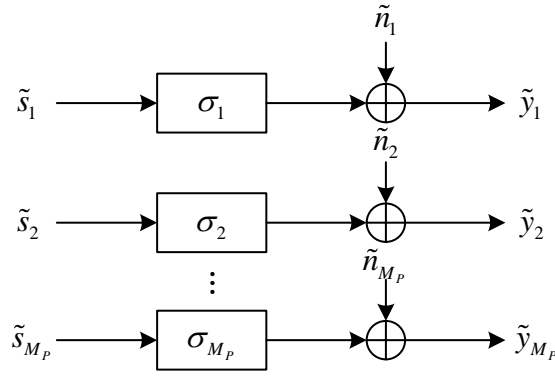 ñ₁
s̃₁ σ₁ ỹ₁
ñ₂
s̃₂ σ₂ ỹ₂
⋮ ñ_{M_P}
s̃_{M_P} σ_{M_P} ỹ_{M_P}